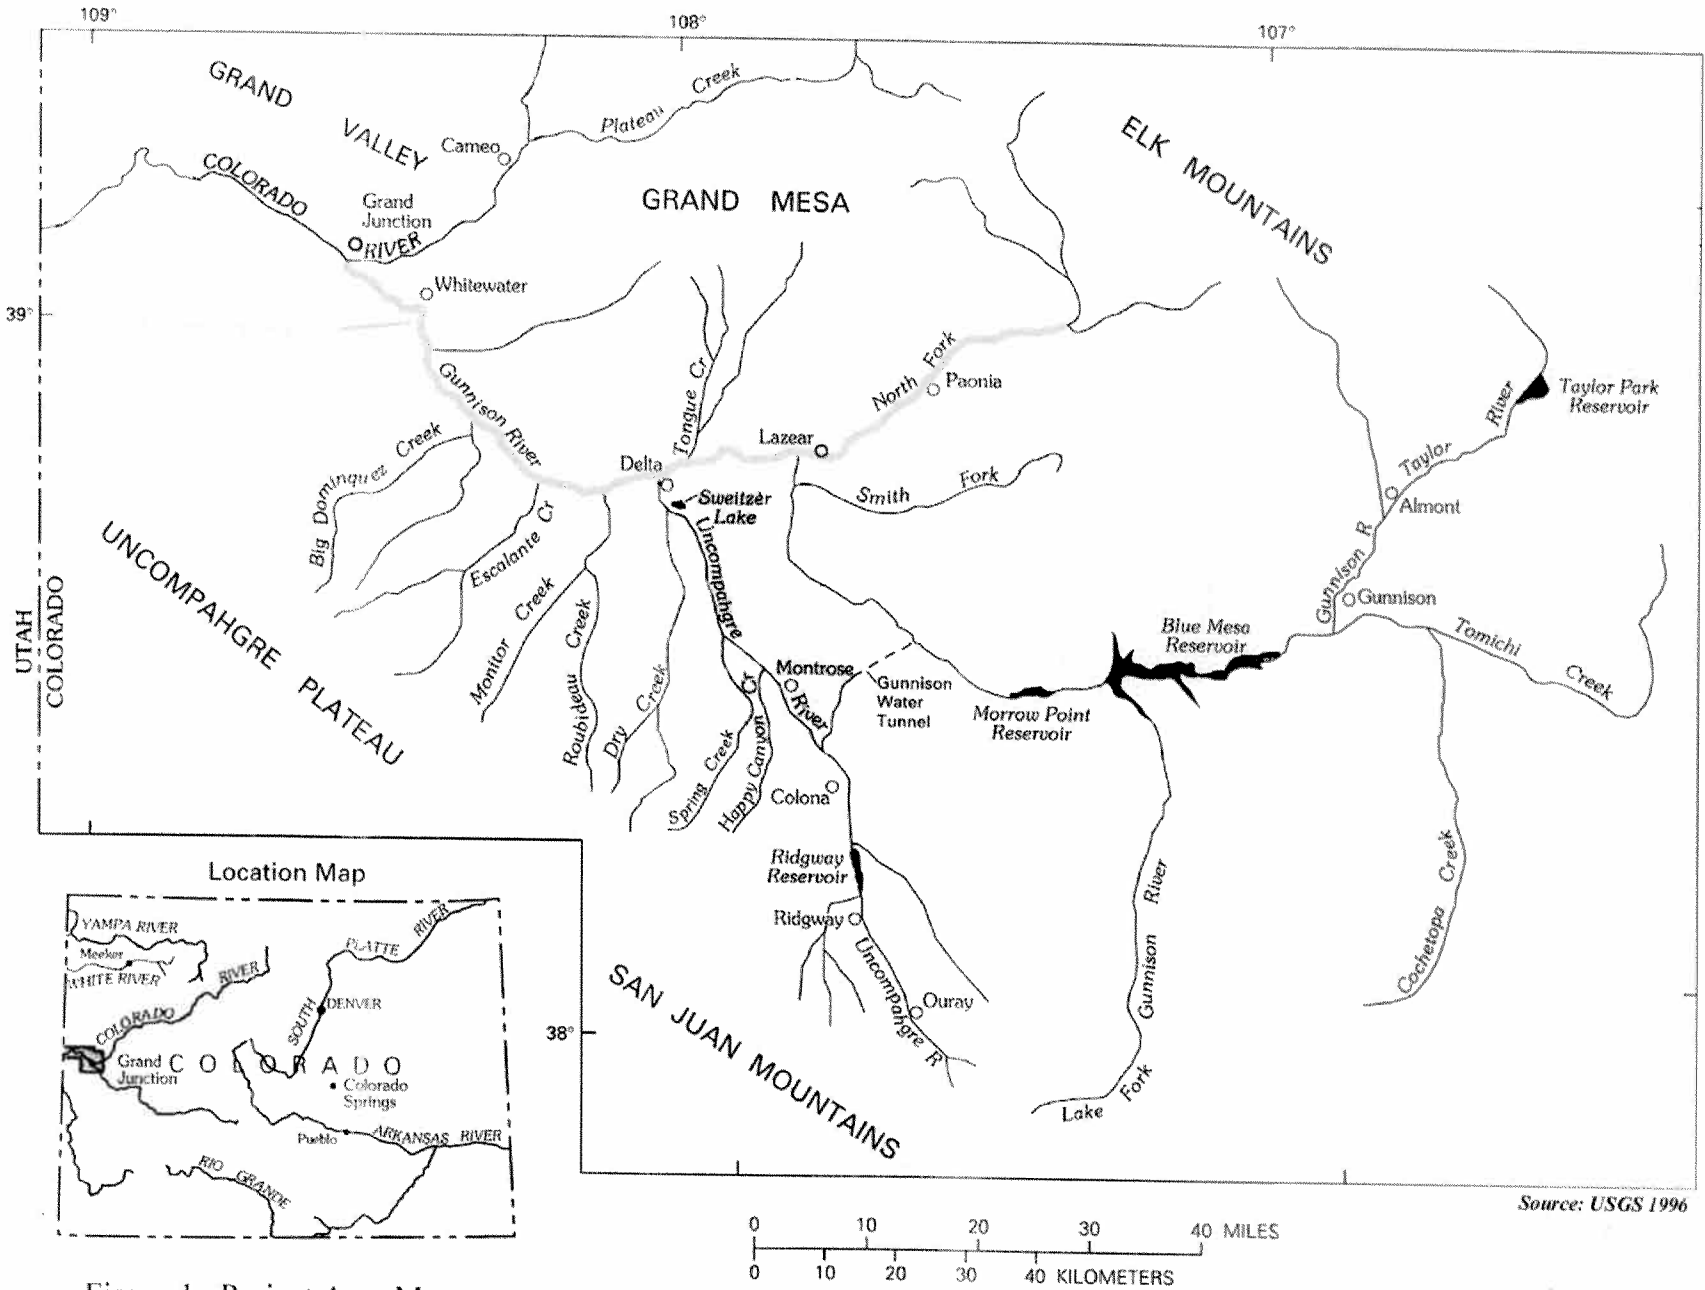 109°
108°
107°
GRAND
VALLEY
Plateau Creek
Cameo
COLORADO
RIVER
Grand
Junction
GRAND MESA
ELK MOUNTAINS
Whitewater
39°
Gunnison River
Tongue Cr
North Fork
Paonia
Taylor Park
Reservoir
Taylor River
Big Dominquez Creek
Delta
Lazear
Sweitzer
Lake
Smith Fork
Almont
UNCOMPAHGRE PLATEAU
Escalante Cr
Monitor Creek
Roubideau Creek
Dry Creek
Uncompahgre
River
Gunnison R
Gunnison
Tomichi Creek
UTAH
COLORADO
Blue Mesa
Reservoir
Montrose
Gunnison
Water
Tunnel
Morrow Point
Reservoir
Spring Creek
Cr
Happy Canyon
Colona
Ridgway
Reservoir
Ridgway
Uncompahgre R
Ouray
Lake Fork
Gunnison River
Cochetopa Creek
SAN JUAN MOUNTAINS
38°
Location Map
YAMPA RIVER
Meeker
WHITE RIVER
COLORADO RIVER
SOUTH PLATTE RIVER
DENVER
Grand
Junction
COLORADO
Colorado
Springs
Pueblo
ARKANSAS RIVER
RIO GRANDE
Source: USGS 1996
0 10 20 30 40 MILES
0 10 20 30 40 KILOMETERS